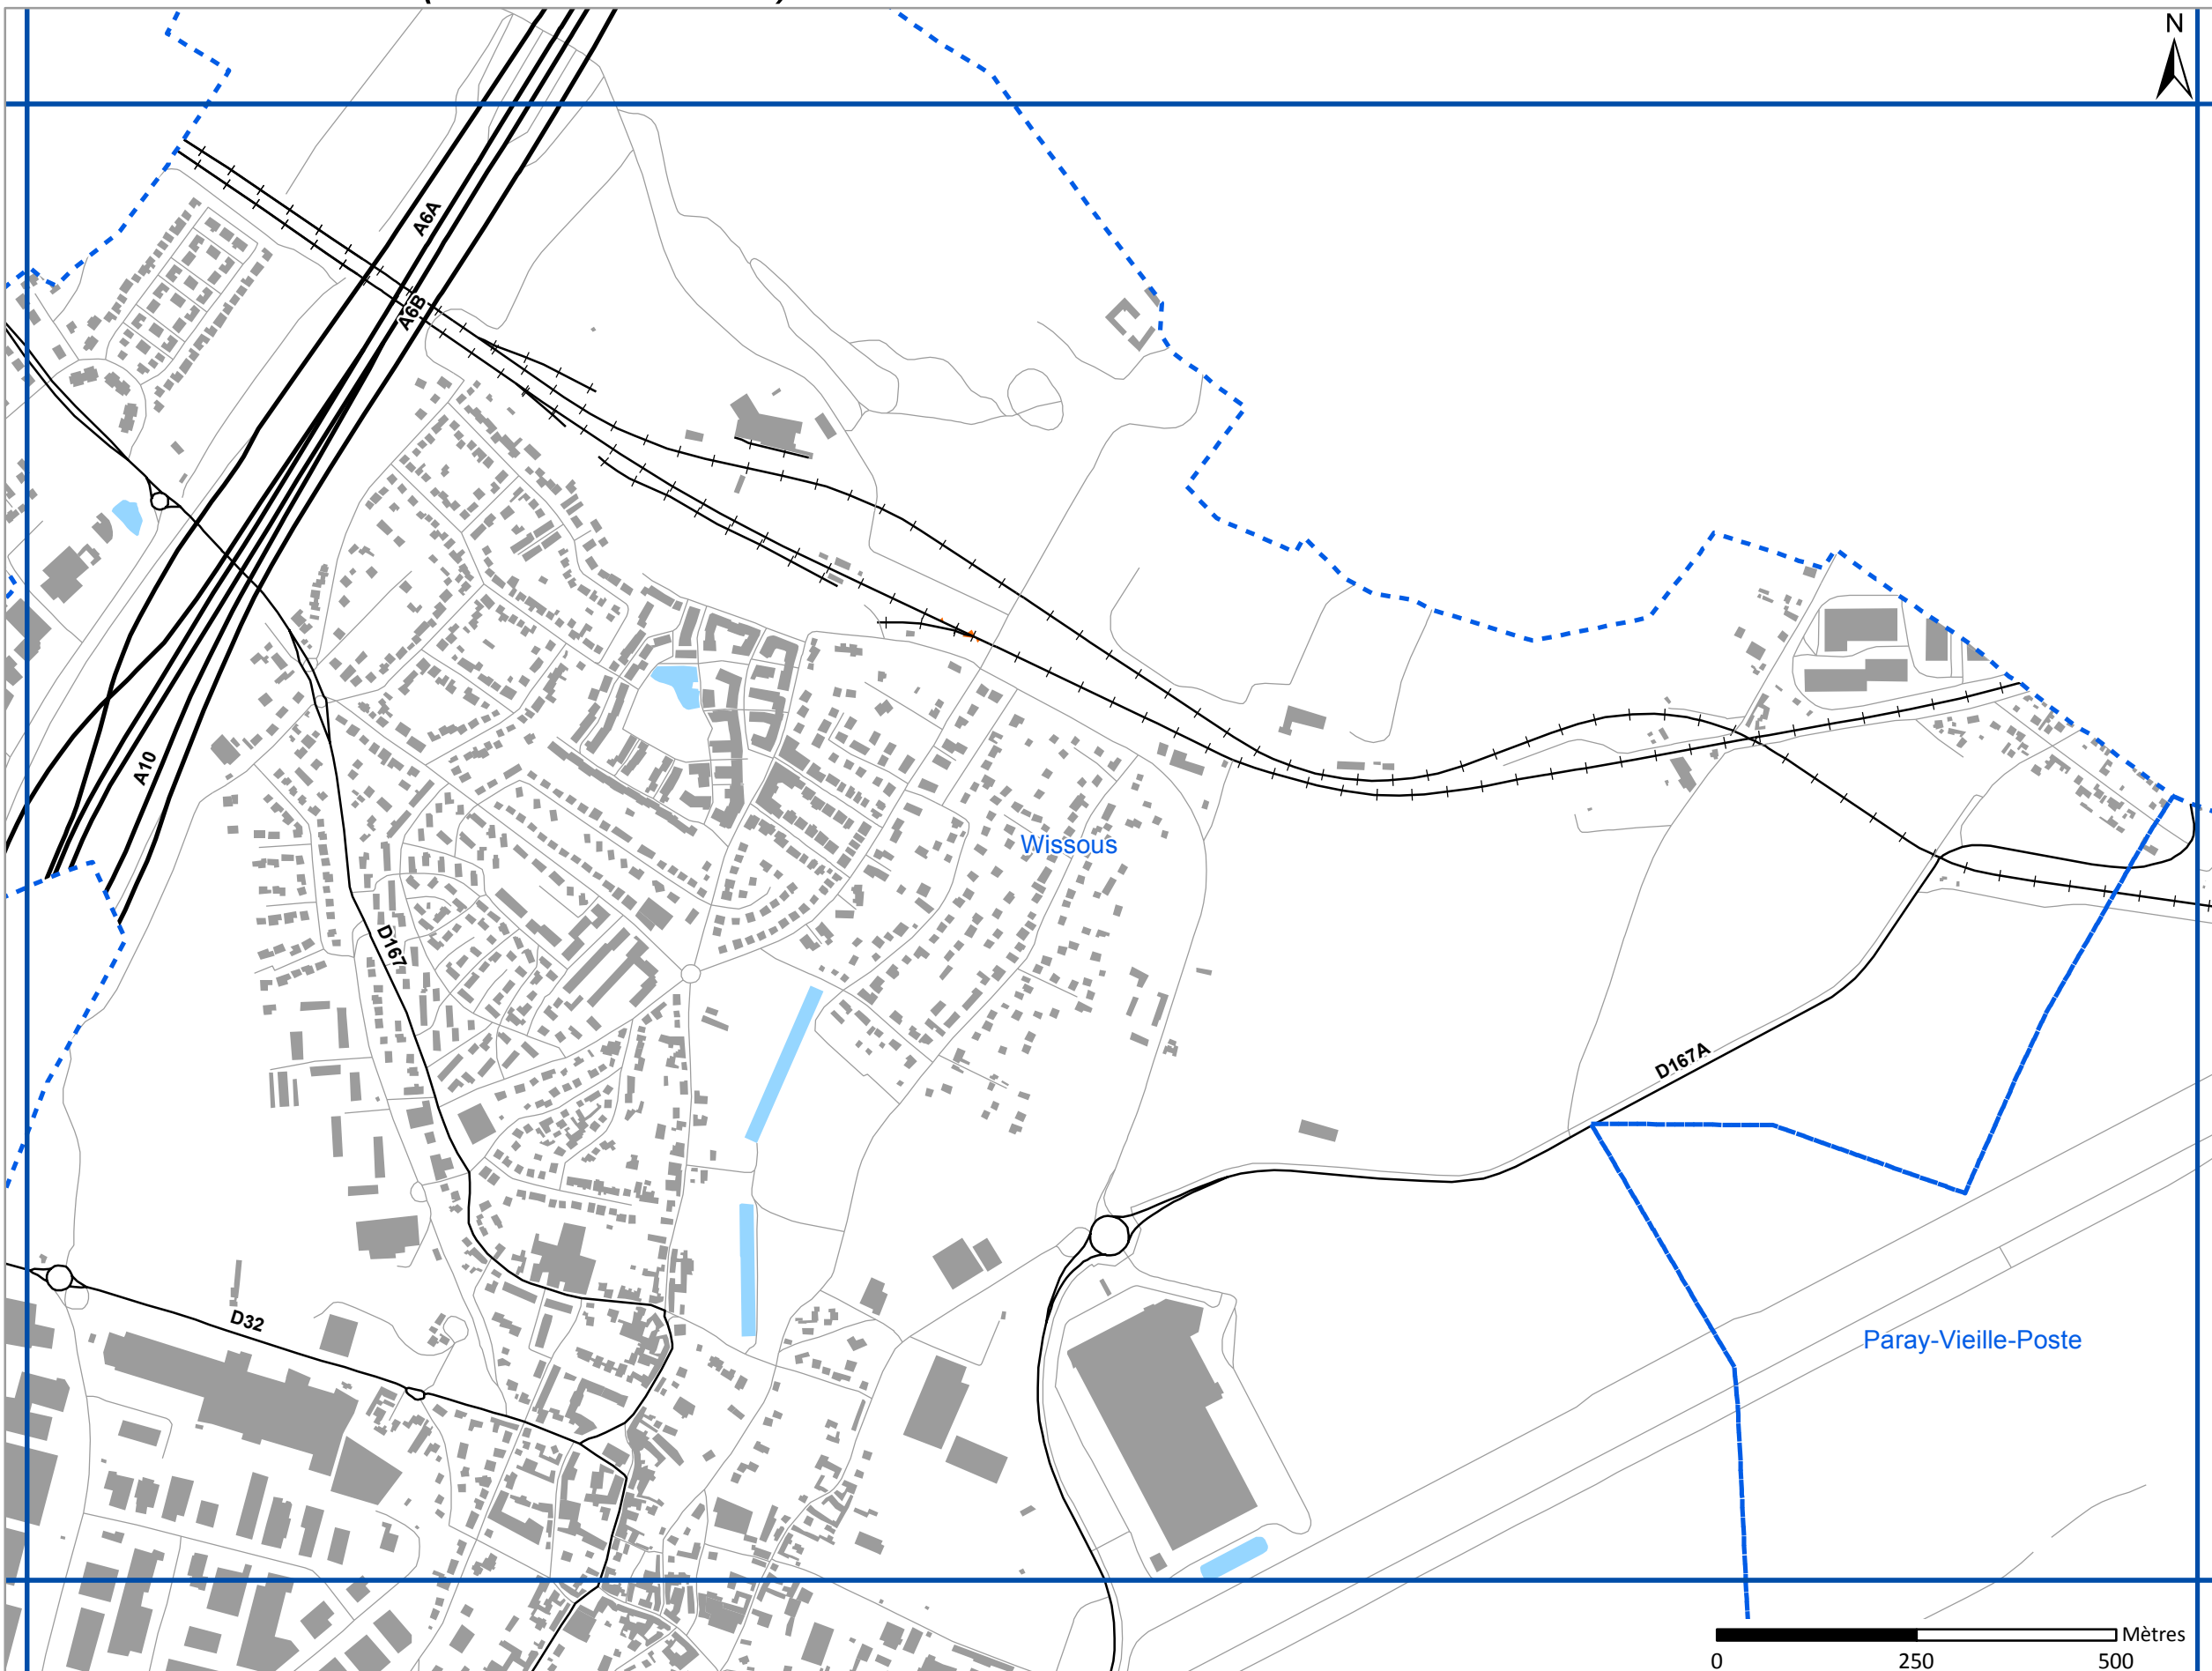 N
A6A
A6B
A10
Wissous
D167
D167A
D32
Paray-Vieille-Poste
Mètres
0 250 500